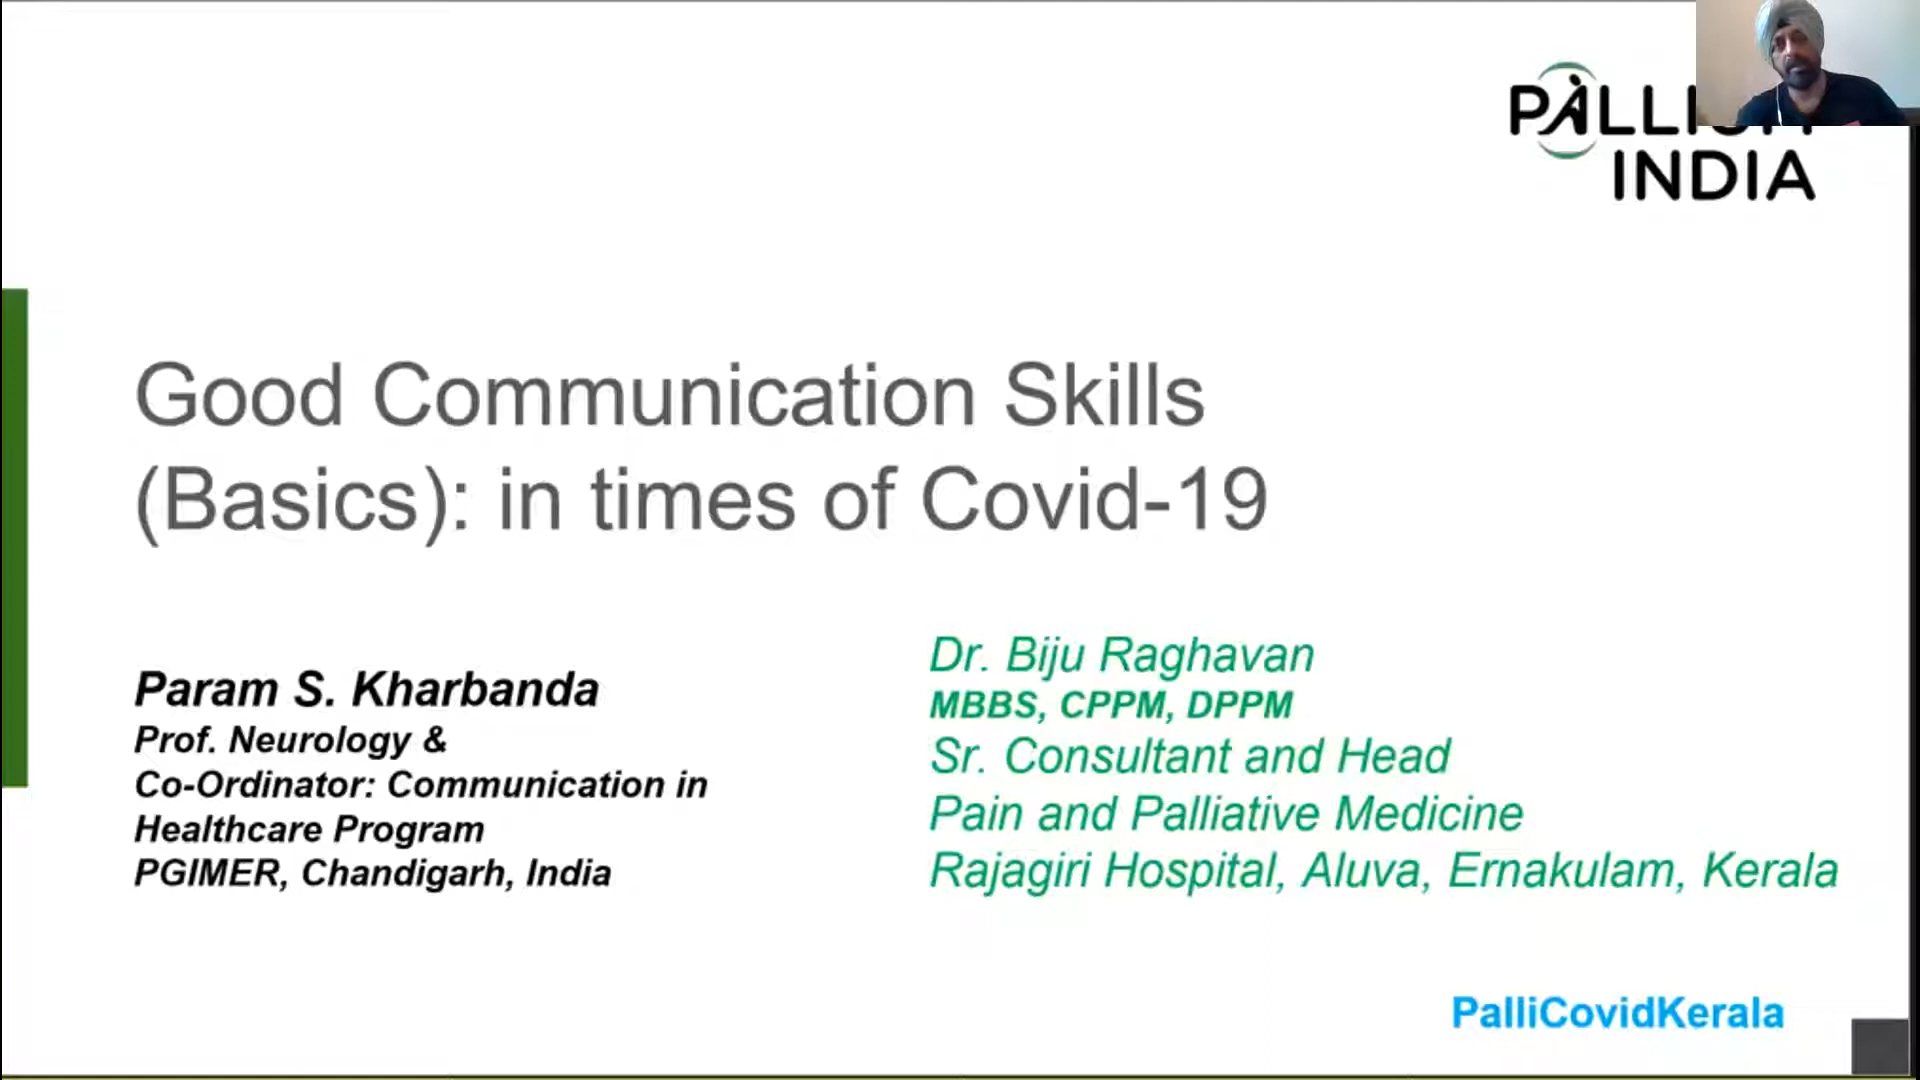 INDIA
Good Communication Skills
(Basics): in times of Covid-19
Param S. Kharbanda
Prof. Neurology &
Co-Ordinator: Communication in
Healthcare Program
PGIMER, Chandigarh, India
Dr. Biju Raghavan
MBBS, CPPM, DPPM
Sr. Consultant and Head
Pain and Palliative Medicine
Rajagiri Hospital, Aluva, Ernakulam, Kerala
PalliCovidKerala